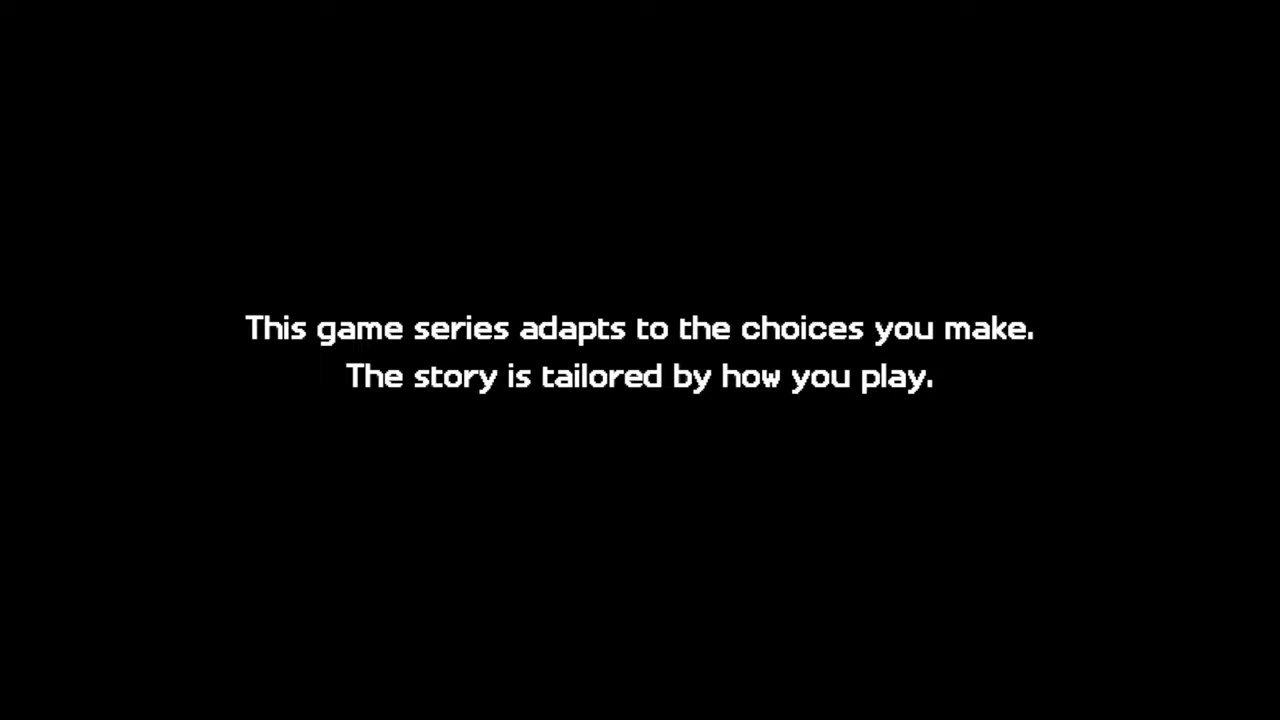 This game series adapts to the choices you make.
The story is tailored by how you play.